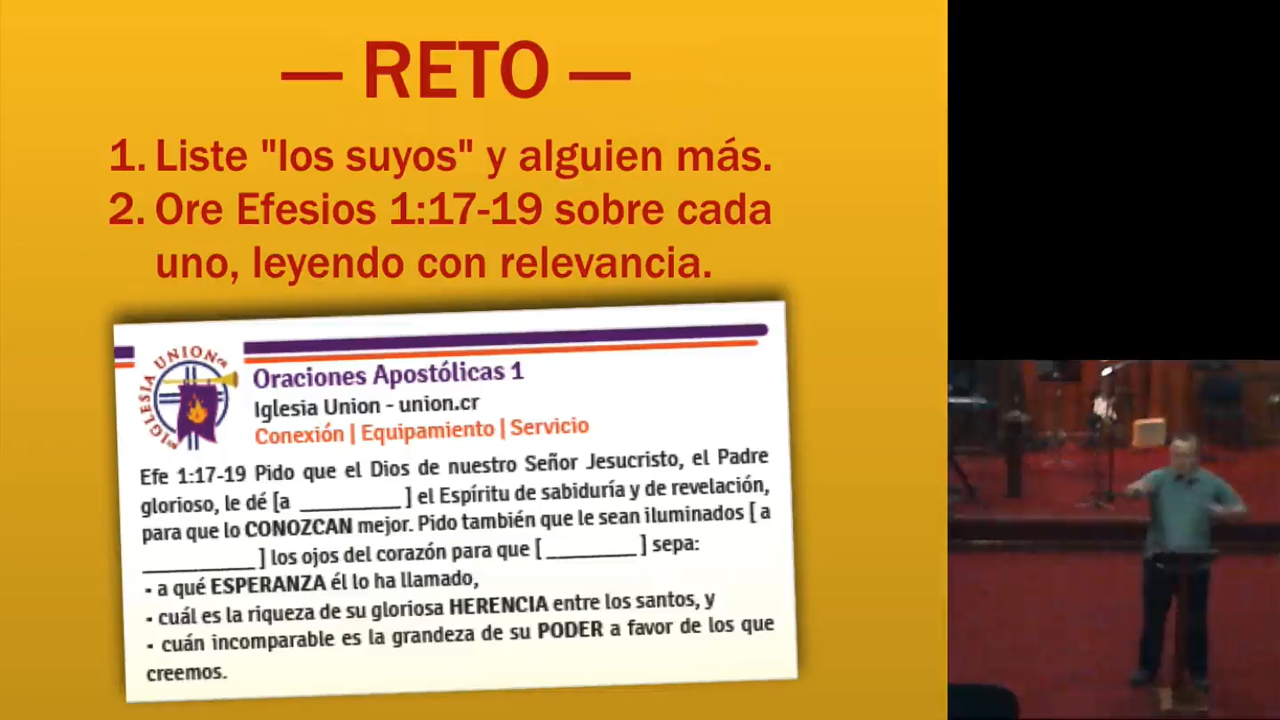 — RETO —
1. Liste "los suyos" y alguien más.
2. Ore Efesios 1:17-19 sobre cada
uno, leyendo con relevancia.
IGLESIA UNION CR
Oraciones Apostólicas 1
Iglesia Union - union.cr
Conexión | Equipamiento | Servicio
Efe 1:17-19 Pido que el Dios de nuestro Señor Jesucristo, el Padre
glorioso, le dé [a _________ ] el Espíritu de sabiduría y de revelación,
para que lo CONOZCAN mejor. Pido también que le sean iluminados [ a
__________ ] los ojos del corazón para que [ ________ ] sepa:
- a qué ESPERANZA él lo ha llamado,
- cuál es la riqueza de su gloriosa HERENCIA entre los santos, y
- cuán incomparable es la grandeza de su PODER a favor de los que
creemos.